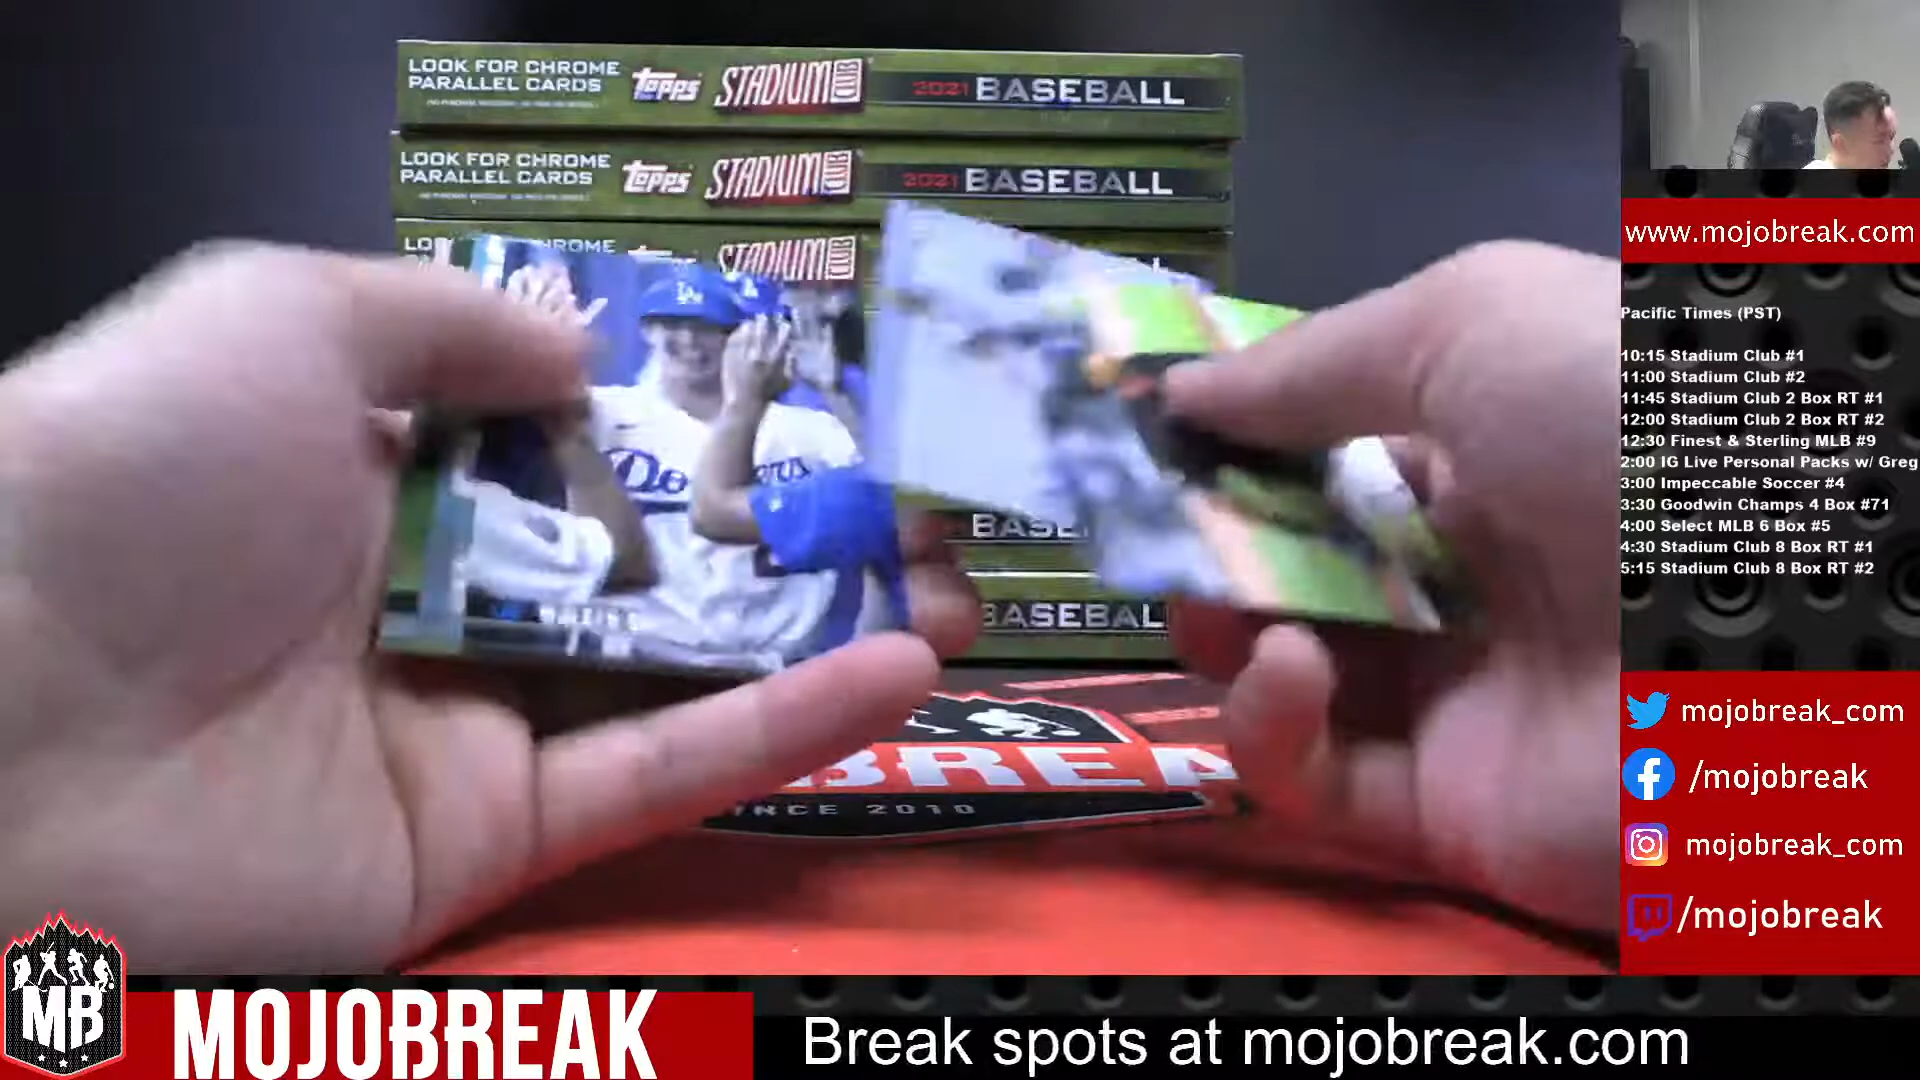 LOOK FOR CHROME
PARALLEL CARDS
Topps STADIUM CLUB
2021 BASEBALL
LOOK FOR CHROME
PARALLEL CARDS
Topps STADIUM CLUB
2021 BASEBALL
STADIUM CLUB
LA
BASEBALL
SINCE 2010
www.mojobreak.com
Pacific Times (PST)
10:15 Stadium Club #1
11:00 Stadium Club #2
11:45 Stadium Club 2 Box RT #1
12:00 Stadium Club 2 Box RT #2
12:30 Finest & Sterling MLB #9
2:00 IG Live Personal Packs w/ Greg
3:00 Impeccable Soccer #4
3:30 Goodwin Champs 4 Box #71
4:00 Select MLB 6 Box #5
4:30 Stadium Club 8 Box RT #1
5:15 Stadium Club 8 Box RT #2
mojobreak_com
/mojobreak
mojobreak_com
/mojobreak
MB
MOJOBREAK
Break spots at mojobreak.com